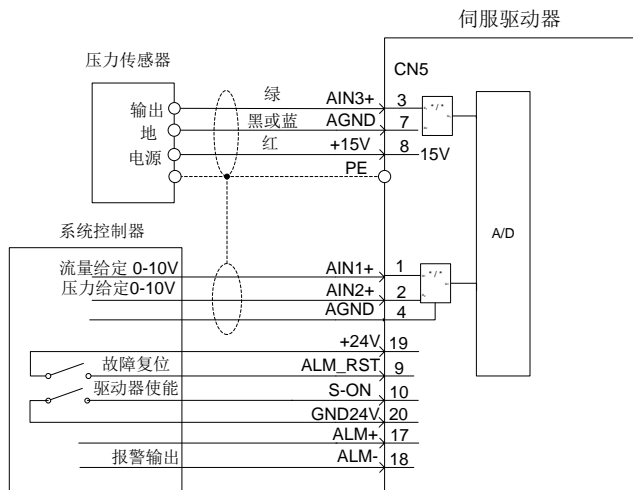 伺服驱动器
压力传感器
CN5
输出 绿 AIN3+ 3
地 黑或蓝 AGND 7
电源 红 +15V 8 15V
PE
A/D
系统控制器
流量给定 0-10V AIN1+ 1
压力给定0-10V AIN2+ 2
AGND 4
+24V 19
故障复位 ALM_RST 9
驱动器使能 S-ON 10
GND24V 20
ALM+ 17
报警输出 ALM- 18